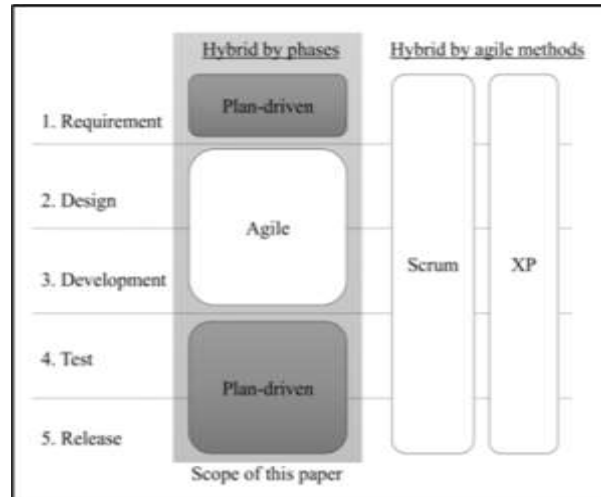 Hybrid by phases
Hybrid by agile methods
Plan-driven
1. Requirement
2. Design
Agile
3. Development
Scrum
XP
4. Test
Plan-driven
5. Release
Scope of this paper